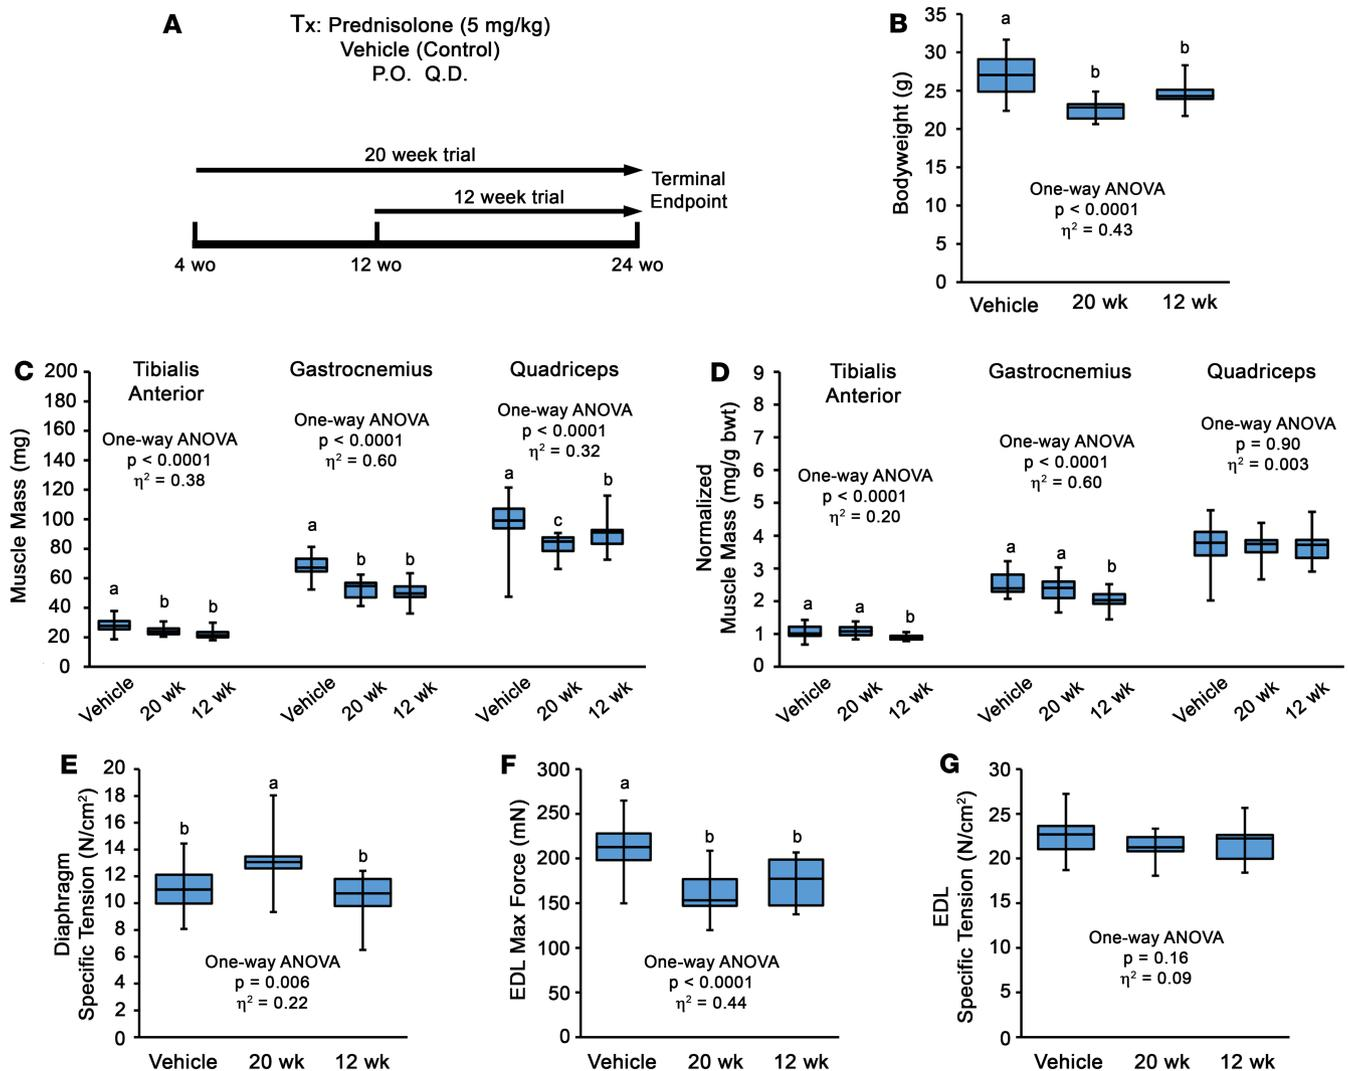 A
Tx: Prednisolone (5 mg/kg)
Vehicle (Control)
P.O. Q.D.
20 week trial
12 week trial
Terminal
Endpoint
4 wo
12 wo
24 wo
B
Bodyweight (g)
35
30
25
20
15
10
5
0
a
b
b
One-way ANOVA
p < 0.0001
η² = 0.43
Vehicle
20 wk
12 wk
C
Muscle Mass (mg)
200
180
160
140
120
100
80
60
40
20
0
Tibialis
Anterior
One-way ANOVA
p < 0.0001
η² = 0.38
a
b
b
Gastrocnemius
One-way ANOVA
p < 0.0001
η² = 0.60
a
b
b
Quadriceps
One-way ANOVA
p < 0.0001
η² = 0.32
a
c
b
Vehicle
20 wk
12 wk
Vehicle
20 wk
12 wk
Vehicle
20 wk
12 wk
D
Normalized
Muscle Mass (mg/g bwt)
9
8
7
6
5
4
3
2
1
0
Tibialis
Anterior
One-way ANOVA
p < 0.0001
η² = 0.20
a
a
b
Gastrocnemius
One-way ANOVA
p < 0.0001
η² = 0.60
a
a
b
Quadriceps
One-way ANOVA
p = 0.90
η² = 0.003
Vehicle
20 wk
12 wk
Vehicle
20 wk
12 wk
Vehicle
20 wk
12 wk
E
Diaphragm
Specific Tension (N/cm²)
20
18
16
14
12
10
8
6
4
2
0
b
a
b
One-way ANOVA
p = 0.006
η² = 0.22
Vehicle
20 wk
12 wk
F
EDL Max Force (mN)
300
250
200
150
100
50
0
a
b
b
One-way ANOVA
p < 0.0001
η² = 0.44
Vehicle
20 wk
12 wk
G
EDL
Specific Tension (N/cm²)
30
25
20
15
10
5
0
One-way ANOVA
p = 0.16
η² = 0.09
Vehicle
20 wk
12 wk